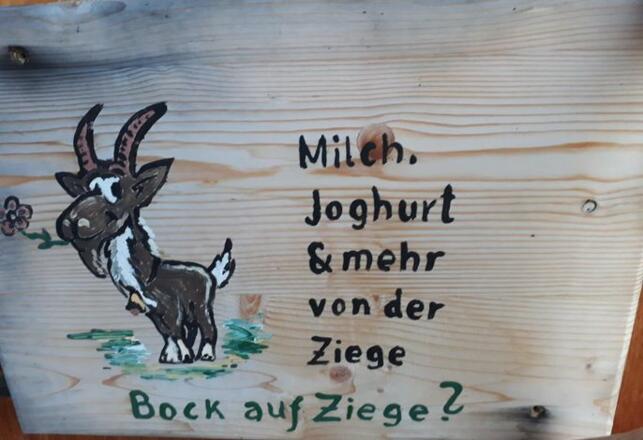 Milch.
Joghurt
& mehr
von der
Ziege
Bock auf Ziege?